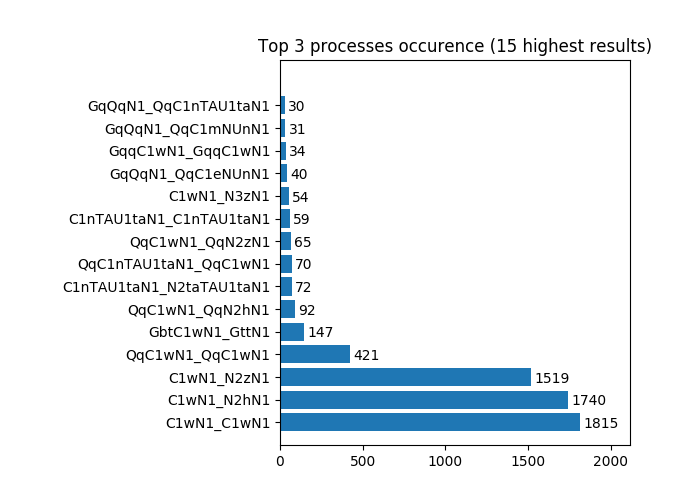 Top 3 processes occurence (15 highest results)
GqQqN1_QqC1nTAU1taN1 30
GqQqN1_QqC1mNUnN1 31
GqqC1wN1_GqqC1wN1 34
GqQqN1_QqC1eNUnN1 40
C1wN1_N3zN1 54
C1nTAU1taN1_C1nTAU1taN1 59
QqC1wN1_QqN2zN1 65
QqC1nTAU1taN1_QqC1wN1 70
C1nTAU1taN1_N2taTAU1taN1 72
QqC1wN1_QqN2hN1 92
GbtC1wN1_GttN1 147
QqC1wN1_QqC1wN1 421
C1wN1_N2zN1 1519
C1wN1_N2hN1 1740
C1wN1_C1wN1 1815
0 500 1000 1500 2000